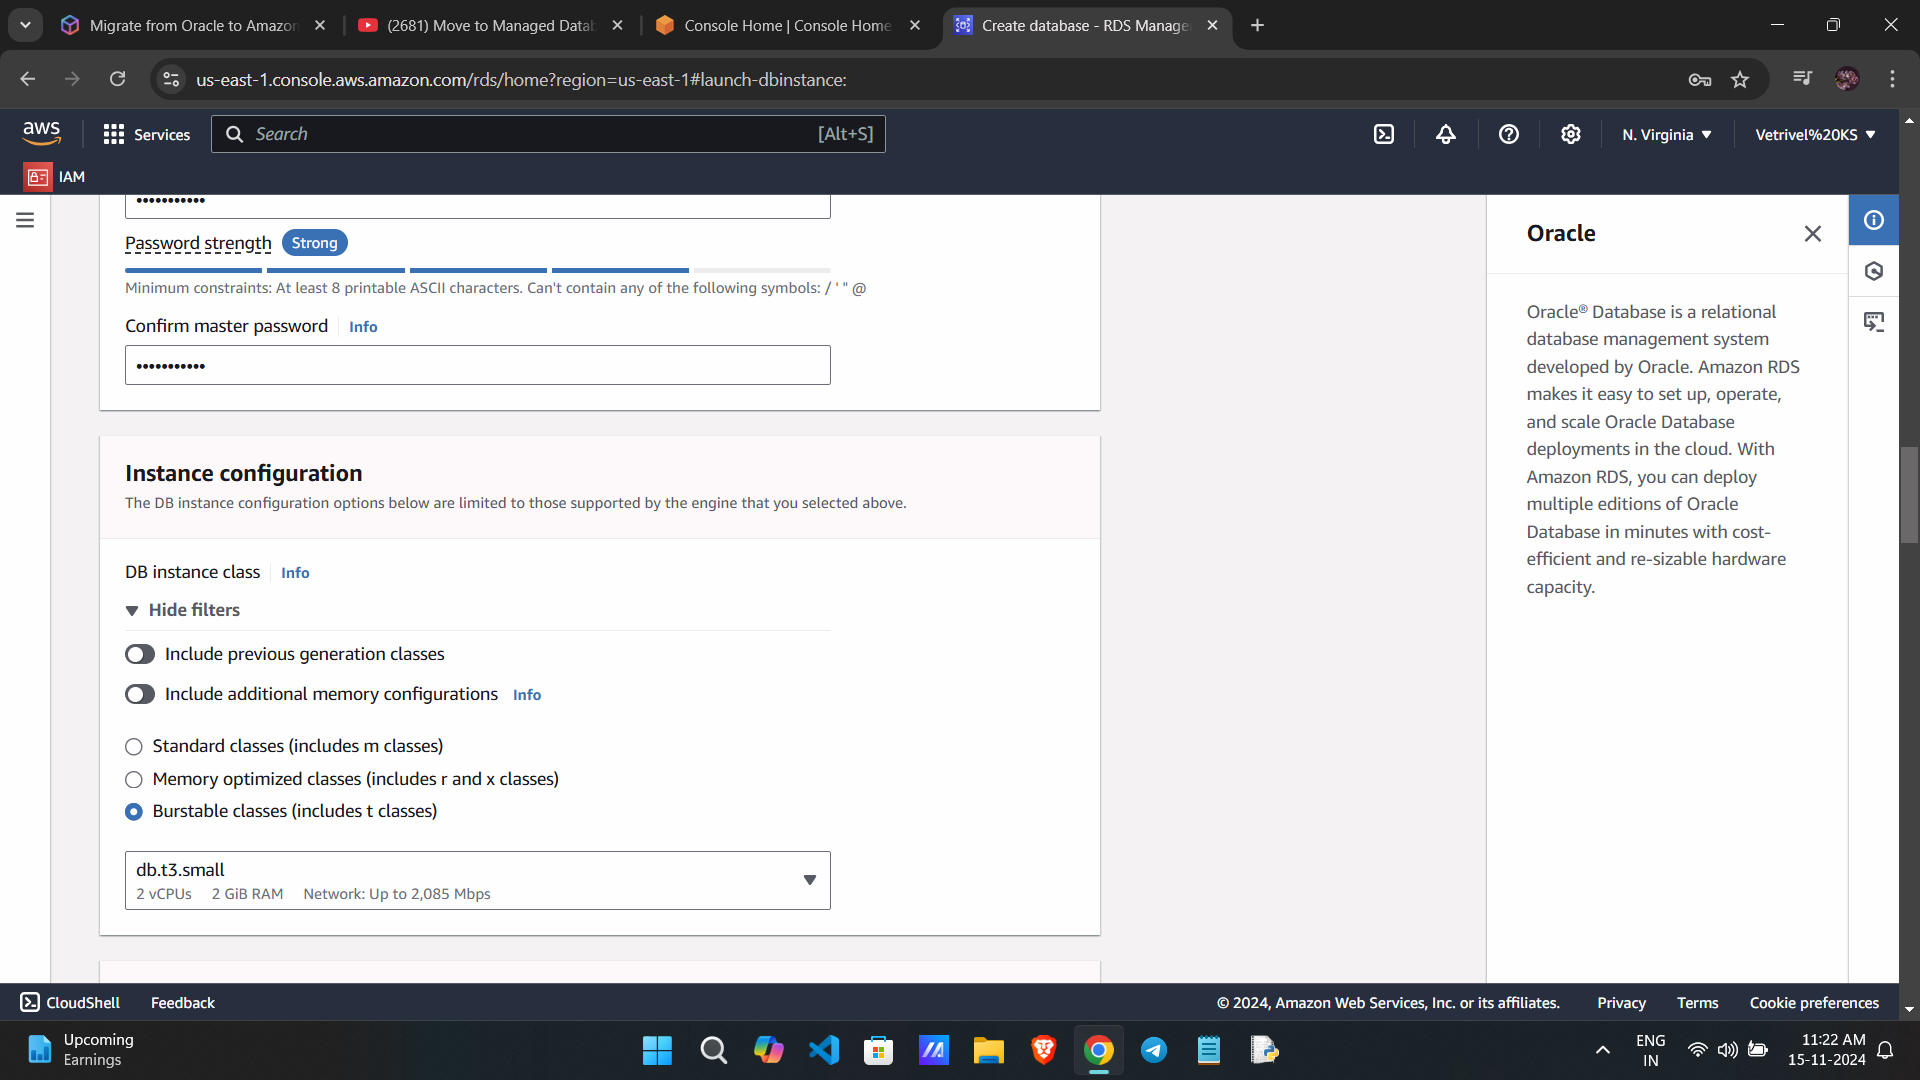 Migrate from Oracle to Amazon
(2681) Move to Managed Datab
Console Home | Console Home
Create database - RDS Manage
us-east-1.console.aws.amazon.com/rds/home?region=us-east-1#launch-dbinstance:
aws
Services
Search
[Alt+S]
N. Virginia
Vetrivel%20KS
IAM
•••••••••••
Password strength
Strong
Minimum constraints: At least 8 printable ASCII characters. Can't contain any of the following symbols: / ' " @
Confirm master password
Info
•••••••••••
Instance configuration
The DB instance configuration options below are limited to those supported by the engine that you selected above.
DB instance class
Info
Hide filters
Include previous generation classes
Include additional memory configurations
Info
Standard classes (includes m classes)
Memory optimized classes (includes r and x classes)
Burstable classes (includes t classes)
db.t3.small
2 vCPUs 2 GiB RAM Network: Up to 2,085 Mbps
Oracle
Oracle® Database is a relational
database management system
developed by Oracle. Amazon RDS
makes it easy to set up, operate,
and scale Oracle Database
deployments in the cloud. With
Amazon RDS, you can deploy
multiple editions of Oracle
Database in minutes with cost-
efficient and re-sizable hardware
capacity.
CloudShell
Feedback
© 2024, Amazon Web Services, Inc. or its affiliates.
Privacy
Terms
Cookie preferences
Upcoming
Earnings
ENG
IN
11:22 AM
15-11-2024